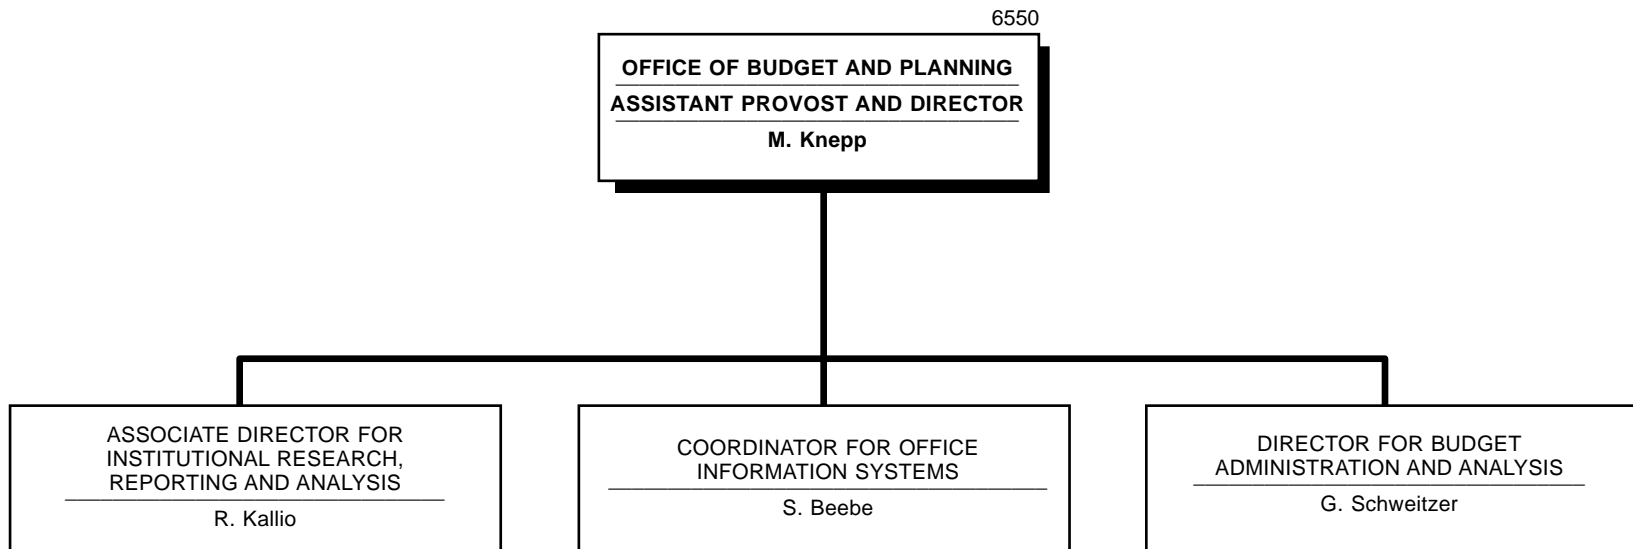 6550
OFFICE OF BUDGET AND PLANNING
ASSISTANT PROVOST AND DIRECTOR
M. Knepp
ASSOCIATE DIRECTOR FOR
INSTITUTIONAL RESEARCH,
REPORTING AND ANALYSIS
R. Kallio
COORDINATOR FOR OFFICE
INFORMATION SYSTEMS
S. Beebe
DIRECTOR FOR BUDGET
ADMINISTRATION AND ANALYSIS
G. Schweitzer